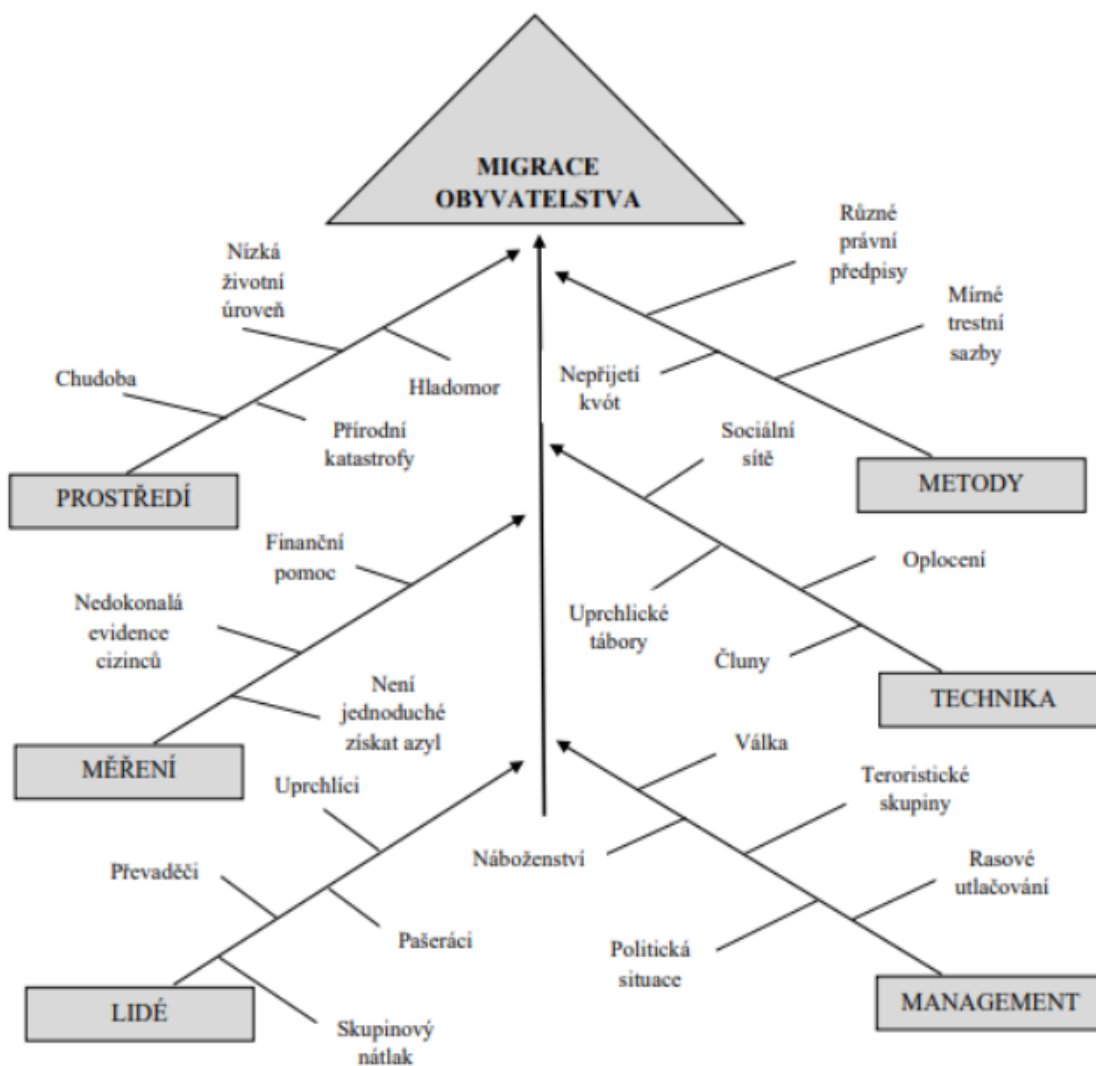 MIGRACE
OBYVATELSTVA
Různé
právní
předpisy
Nízká
životní
úroveň
Mírné
trestní
sazby
Chudoba
Hladomor
Nepřijetí
kvót
Přírodní
katastrofy
Sociální
sítě
PROSTŘEDÍ
METODY
Finanční
pomoc
Oplocení
Nedokonalá
evidence
cizinců
Uprchlické
tábory
Čluny
Není
jednoduché
získat azyl
TECHNIKA
MĚŘENÍ
Válka
Uprchlíci
Teroristické
skupiny
Náboženství
Převaděči
Rasové
utlačování
Pašeráci
Politická
situace
LIDÉ
MANAGEMENT
Skupinový
nátlak